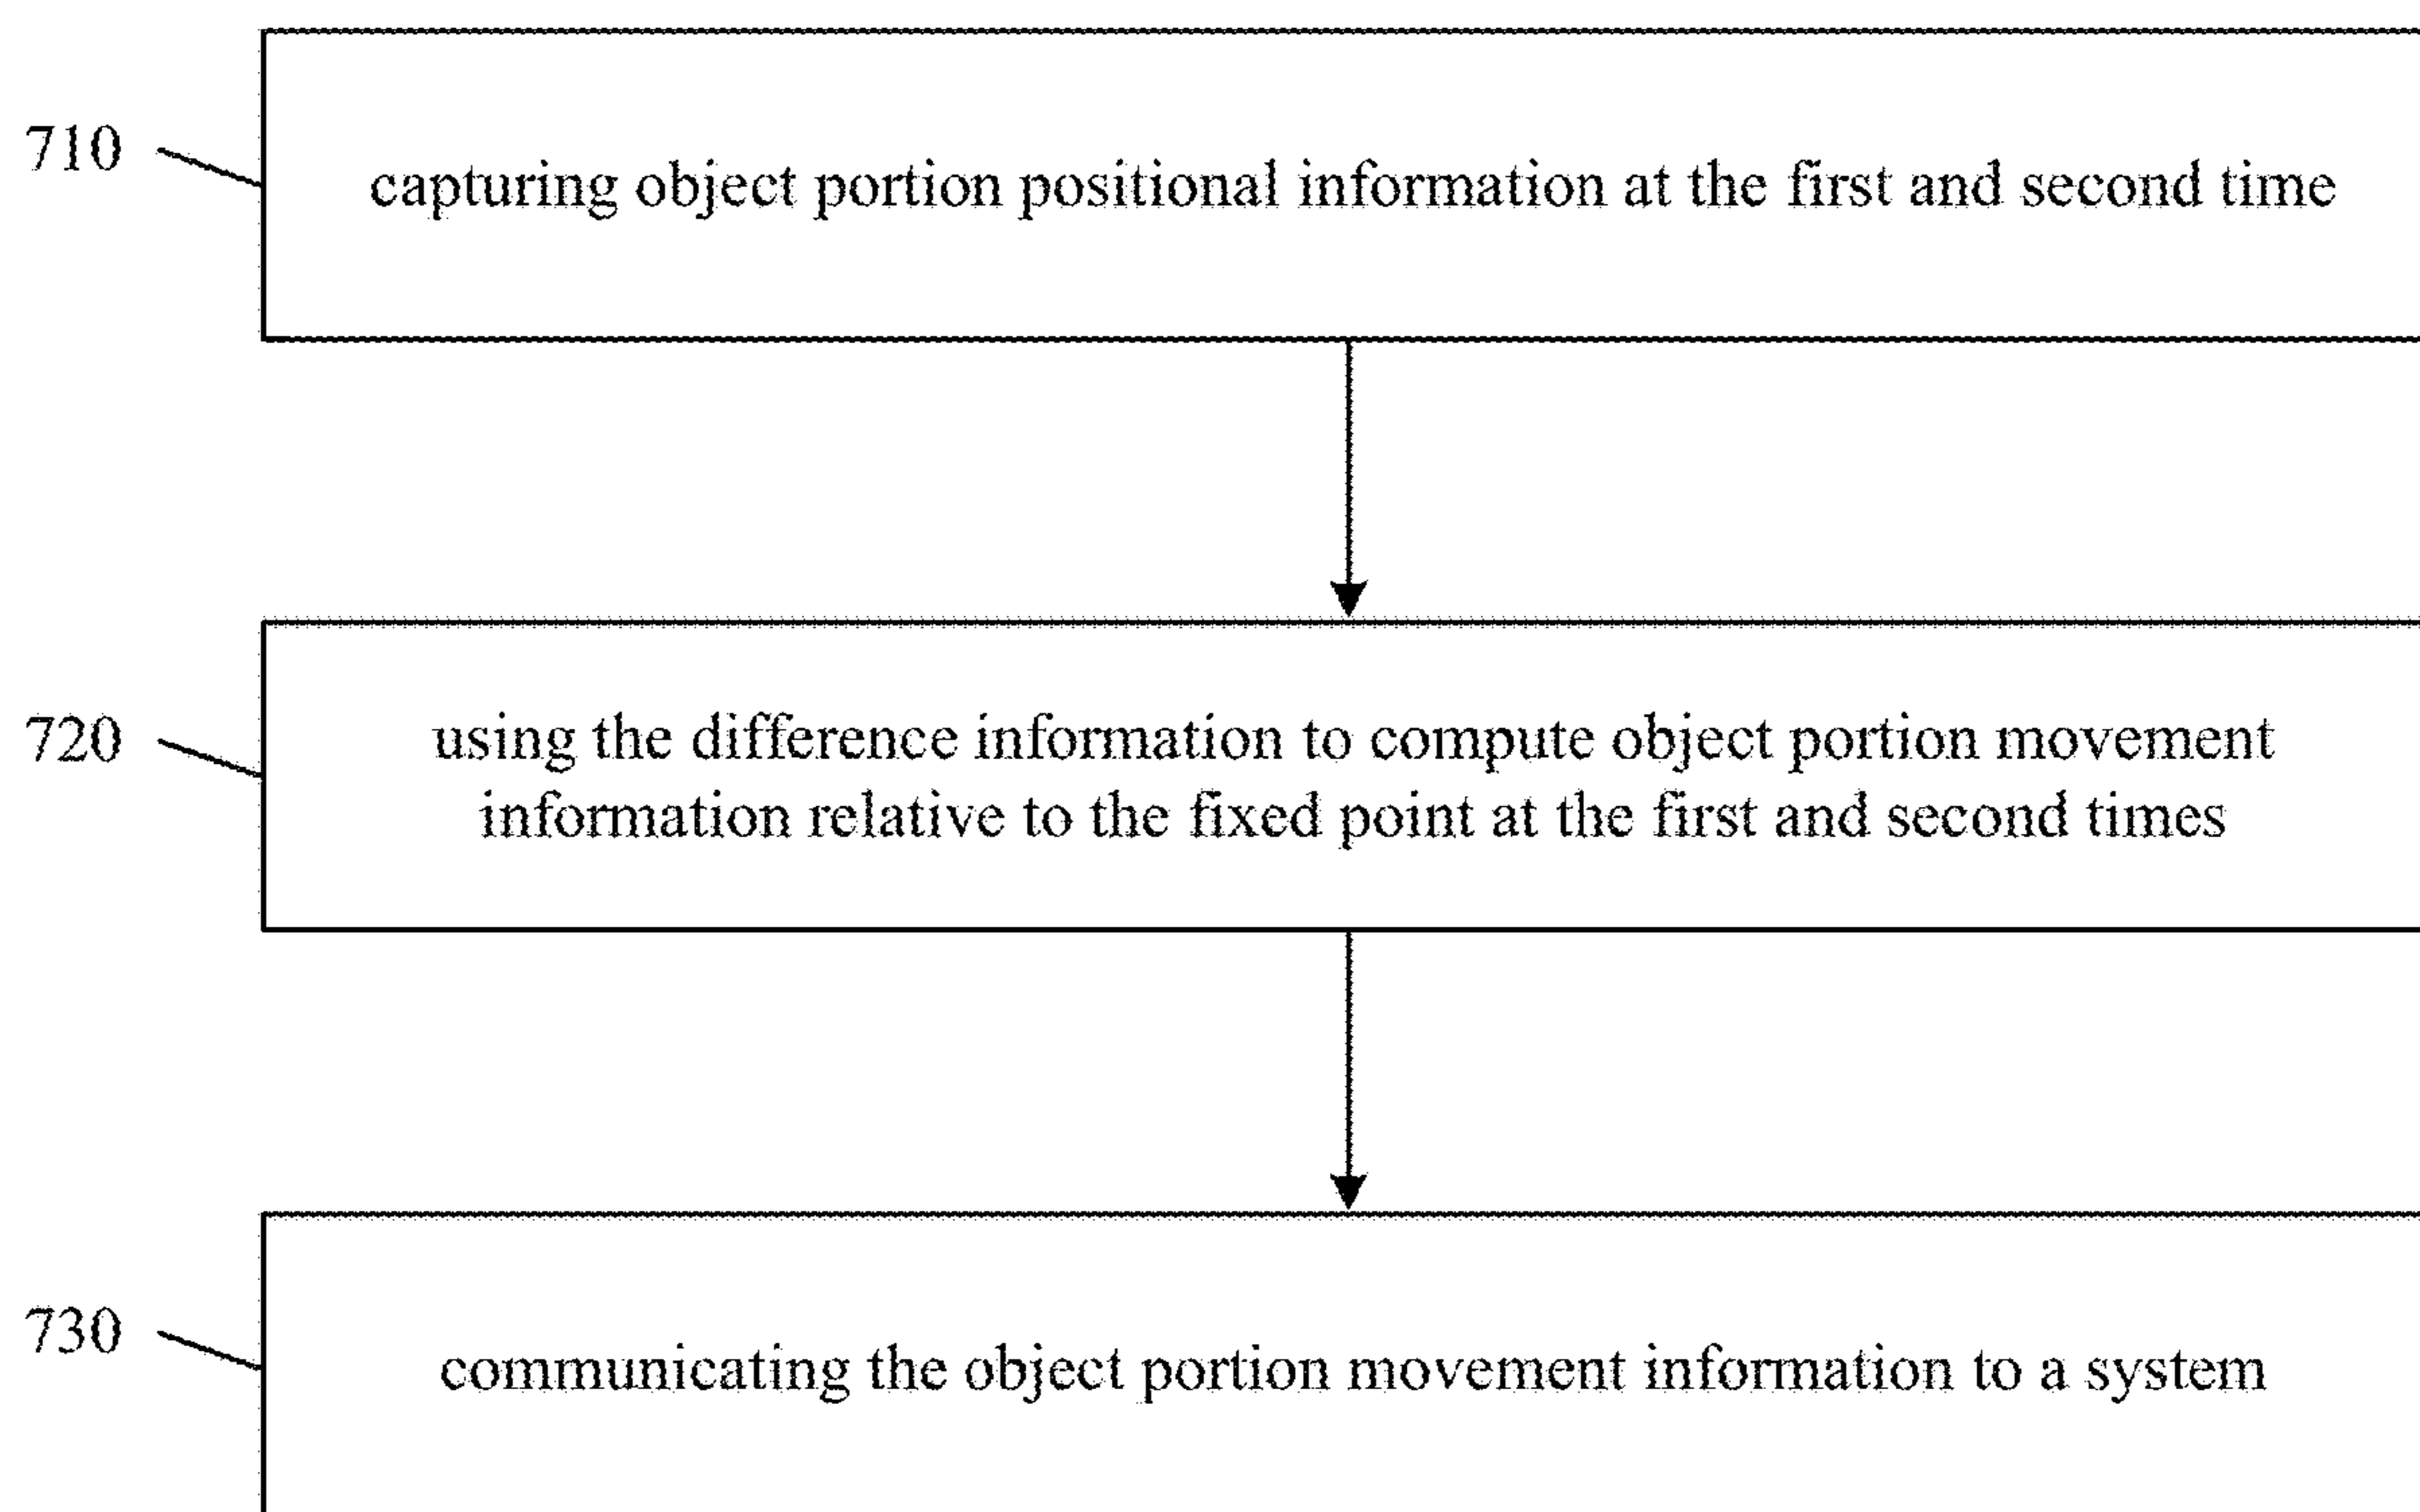 710
capturing object portion positional information at the first and second time
720
using the difference information to compute object portion movement
information relative to the fixed point at the first and second times
730
communicating the object portion movement information to a system